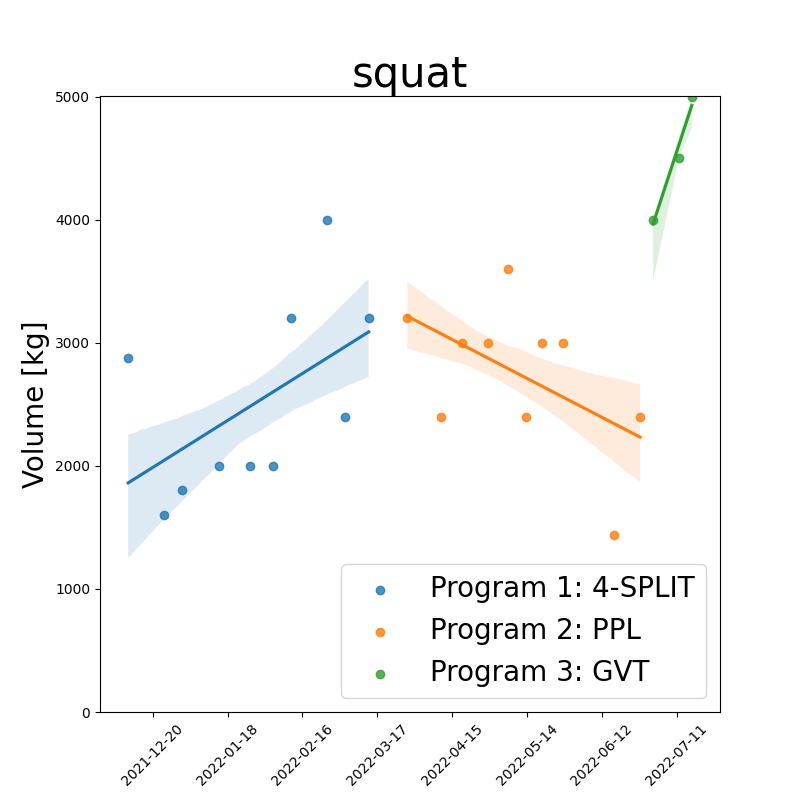 squat
Volume [kg]
5000
4000
3000
2000
1000
0
Program 1: 4-SPLIT
Program 2: PPL
Program 3: GVT
2021-12-20
2022-01-18
2022-02-16
2022-03-17
2022-04-15
2022-05-14
2022-06-12
2022-07-11